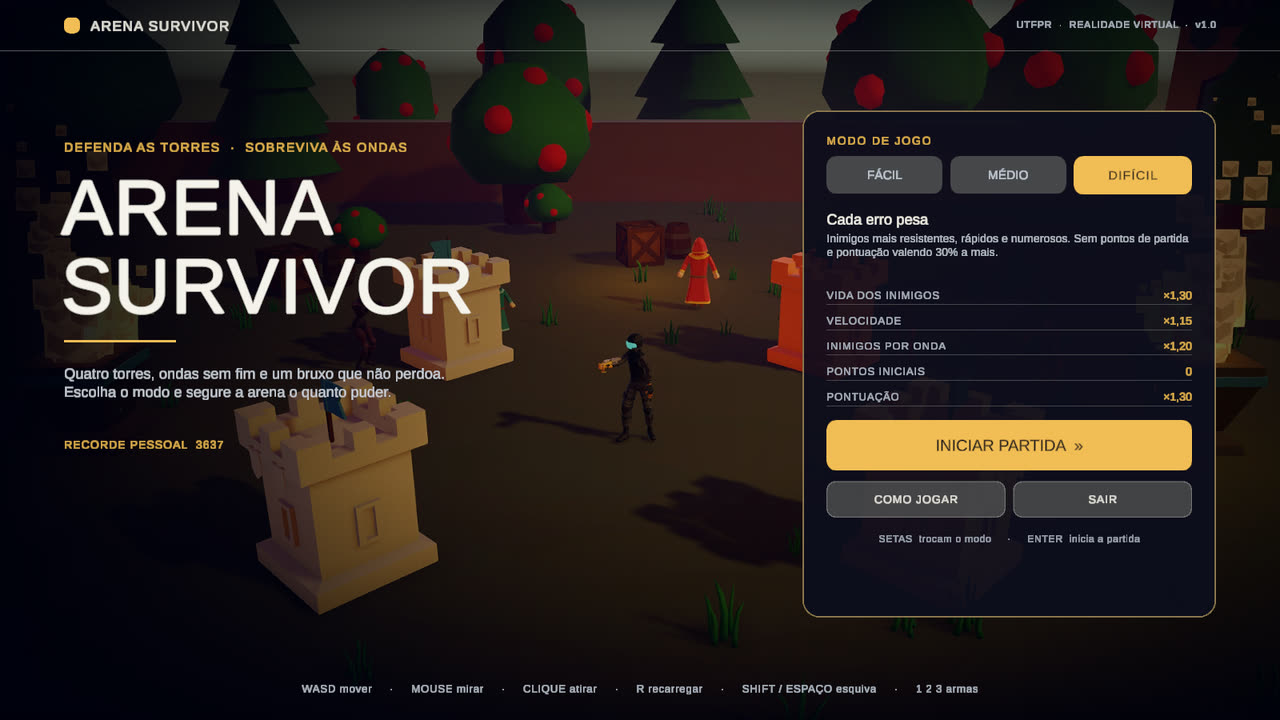 ARENA SURVIVOR
UTFPR · REALIDADE VIRTUAL · v1.0
DEFENDA AS TORRES · SOBREVIVA ÀS ONDAS
ARENA
SURVIVOR
Quatro torres, ondas sem fim e um bruxo que não perdoa.
Escolha o modo e segure a arena o quanto puder.
RECORDE PESSOAL 3637
MODO DE JOGO
FÁCIL MÉDIO DIFÍCIL
Cada erro pesa
Inimigos mais resistentes, rápidos e numerosos. Sem pontos de partida
e pontuação valendo 30% a mais.
VIDA DOS INIMIGOS ×1,30
VELOCIDADE ×1,15
INIMIGOS POR ONDA ×1,20
PONTOS INICIAIS 0
PONTUAÇÃO ×1,30
INICIAR PARTIDA »
COMO JOGAR SAIR
SETAS trocam o modo · ENTER inicia a partida
WASD mover · MOUSE mirar · CLIQUE atirar · R recarregar · SHIFT / ESPAÇO esquiva · 1 2 3 armas